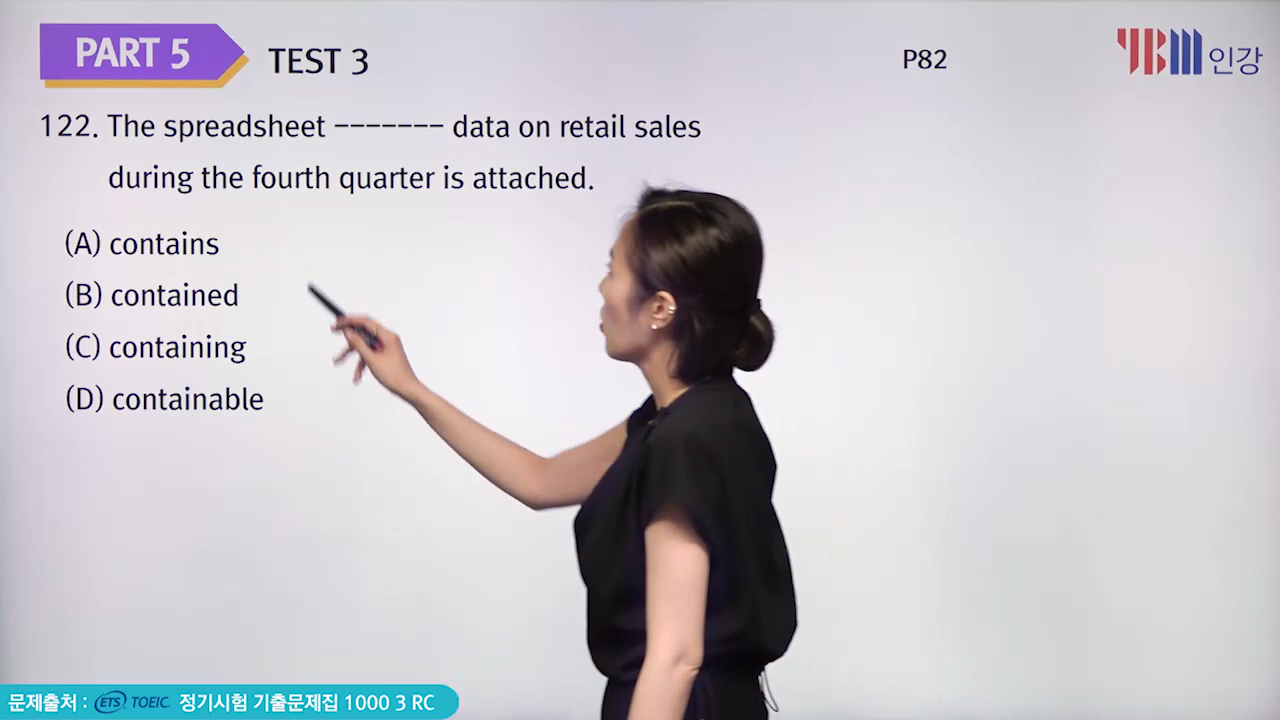 PART 5
TEST 3
P82
YBM 인강
122. The spreadsheet ------- data on retail sales
during the fourth quarter is attached.
(A) contains
(B) contained
(C) containing
(D) containable
문제출처 : ETS TOEIC 정기시험 기출문제집 1000 3 RC